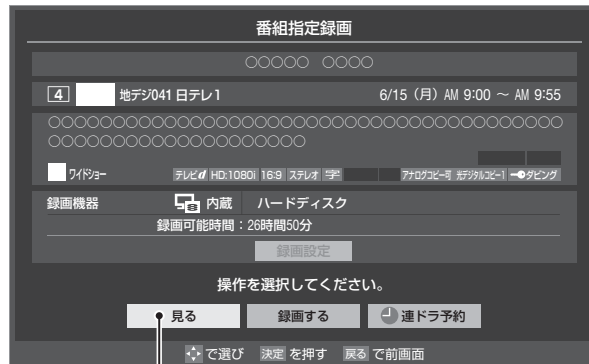 番組指定録画
○○○○○ ○○○○
4 地デジ041 日テレ1 6/15（月）AM 9:00 ～ AM 9:55
○○○○○○○○○○○○○○○○○○○○○○○○○○○○○○○○○○○○○○○○
○○○○○○○○○○○○○○○○○○○○
ワイドショー テレビd HD:1080i 16:9 ステレオ 字 アナログコピー可 光デジタルコピー1 ダビング
録画機器 内蔵 ハードディスク
録画可能時間：26時間50分
録画設定
操作を選択してください。
見る 録画する 連ドラ予約
で選び 決定 を押す 戻る で前画面